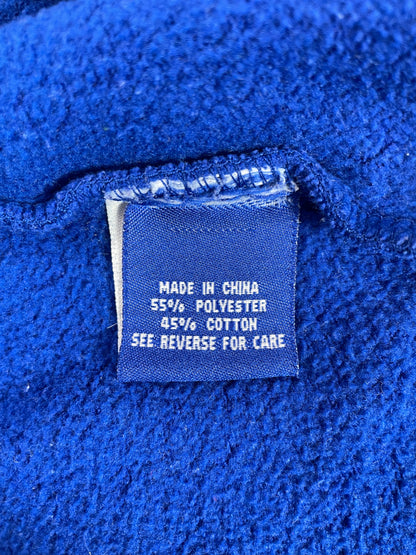 MADE IN CHINA
55% POLYESTER
45% COTTON
SEE REVERSE FOR CARE